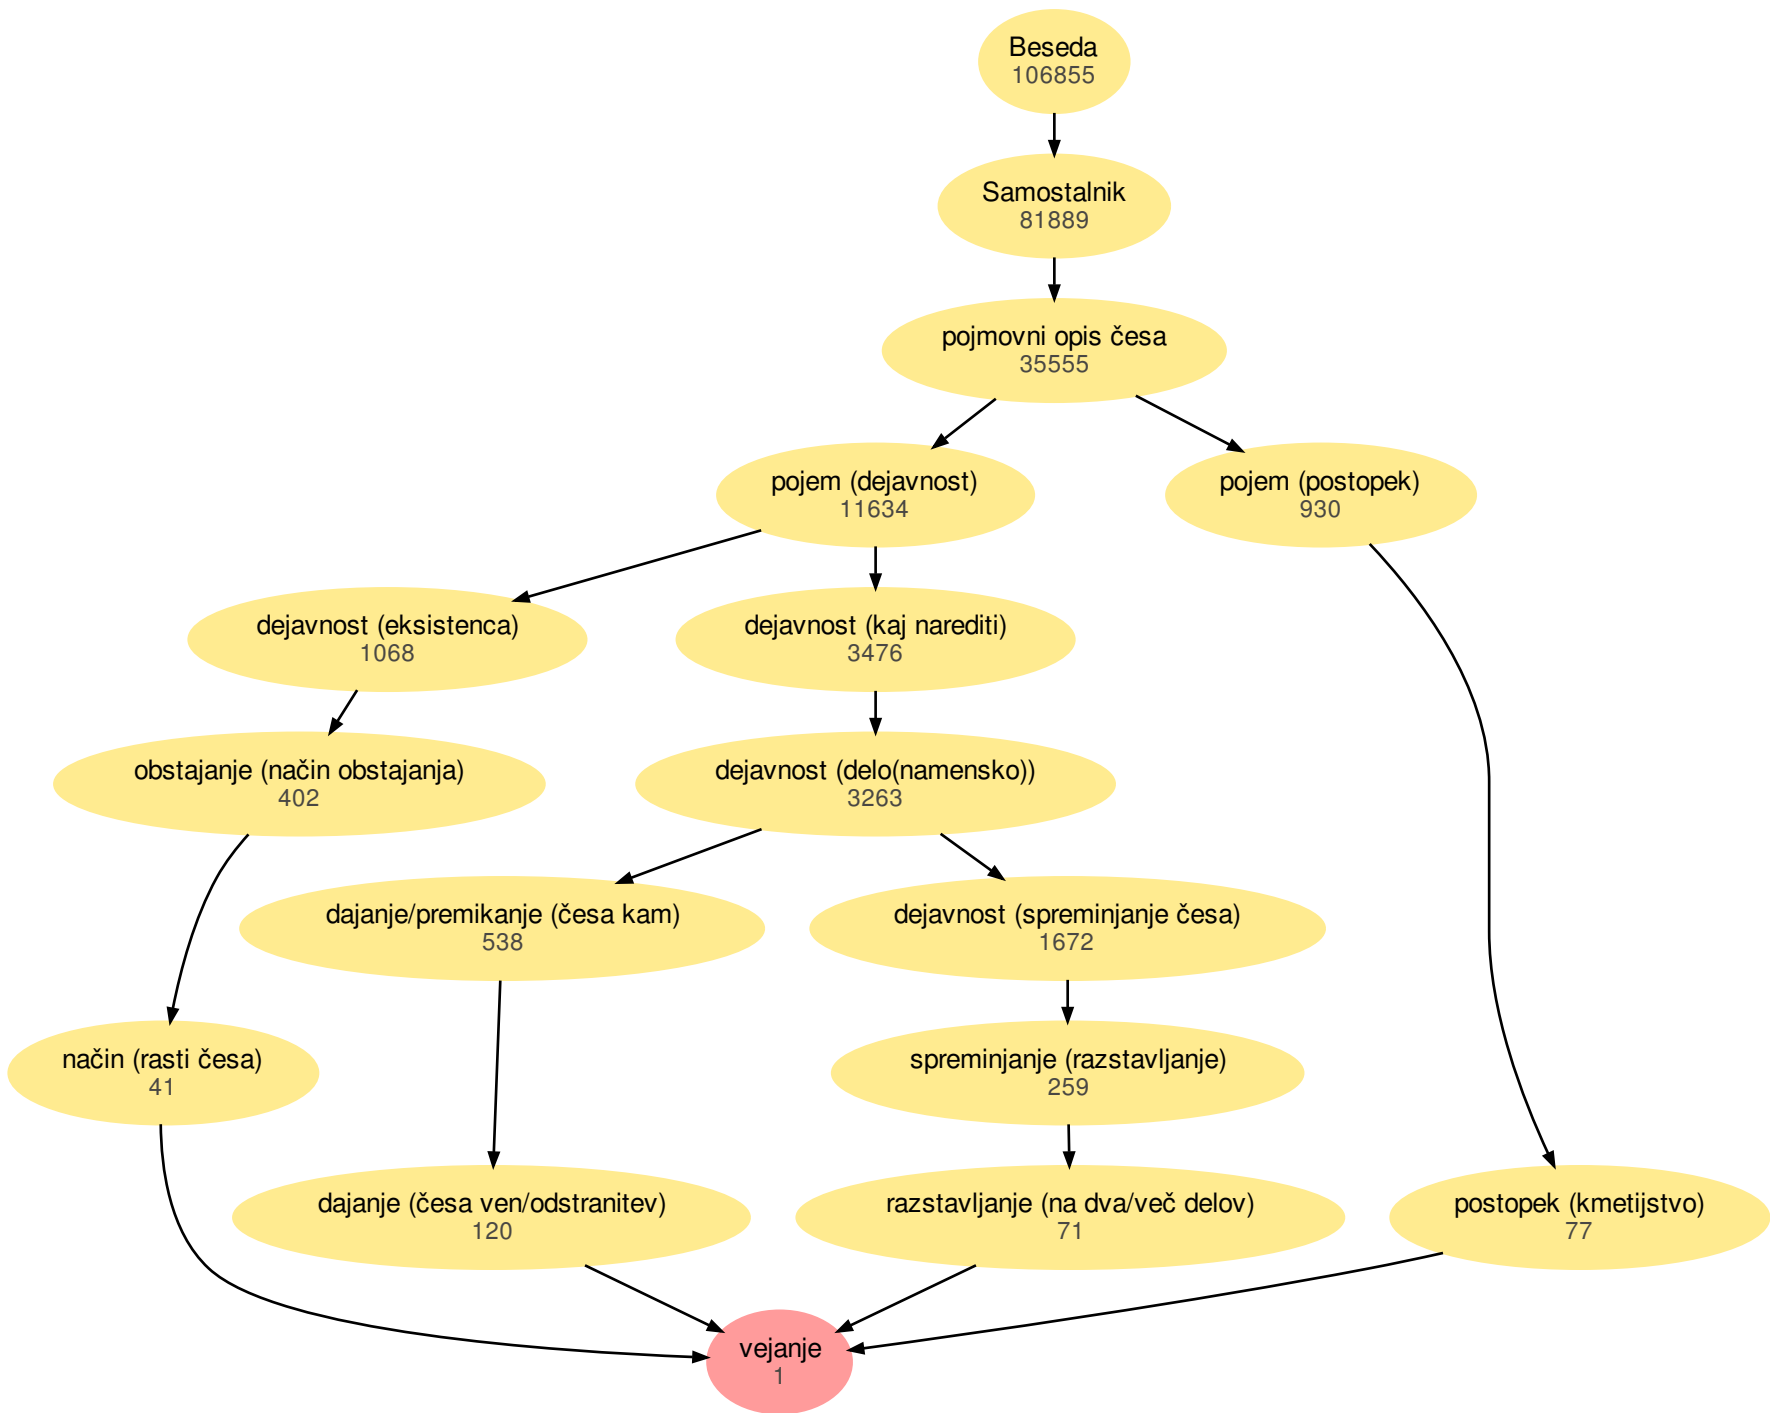 Beseda
106855
Samostalnik
81889
pojmovni opis česa
35555
pojem (dejavnost)
11634
pojem (postopek)
930
dejavnost (eksistenca)
1068
dejavnost (kaj narediti)
3476
obstajanje (način obstajanja)
402
dejavnost (delo(namensko))
3263
dajanje/premikanje (česa kam)
538
dejavnost (spreminjanje česa)
1672
način (rasti česa)
41
spreminjanje (razstavljanje)
259
dajanje (česa ven/odstranitev)
120
razstavljanje (na dva/več delov)
71
postopek (kmetijstvo)
77
vejanje
1